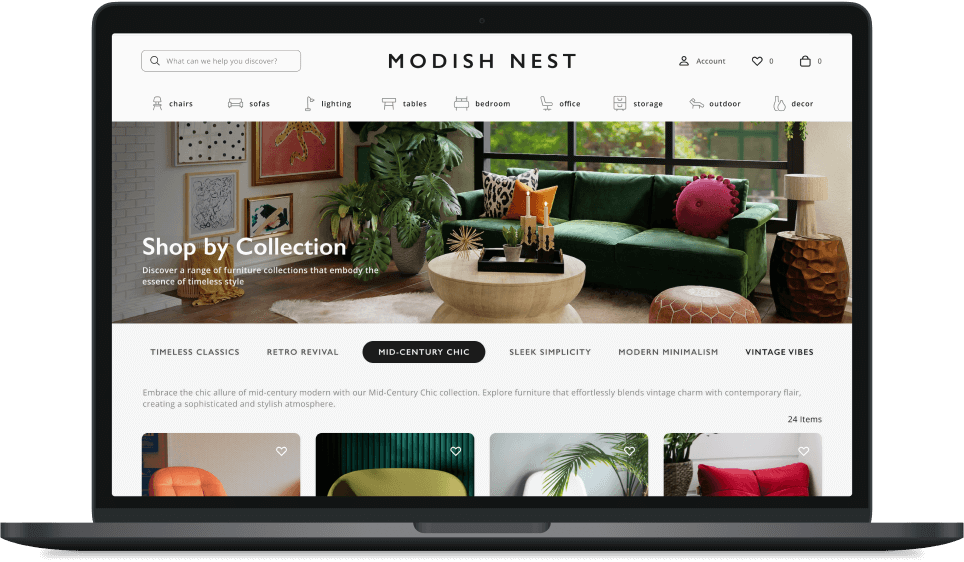 What can we help you discover?
MODISH NEST
Account
0
0
chairs
sofas
lighting
tables
bedroom
office
storage
outdoor
decor
Shop by Collection
Discover a range of furniture collections that embody the
essence of timeless style
TIMELESS CLASSICS
RETRO REVIVAL
MID-CENTURY CHIC
SLEEK SIMPLICITY
MODERN MINIMALISM
VINTAGE VIBES
Embrace the chic allure of mid-century modern with our Mid-Century Chic collection. Explore furniture that effortlessly blends vintage charm with contemporary flair,
creating a sophisticated and stylish atmosphere.
24 Items